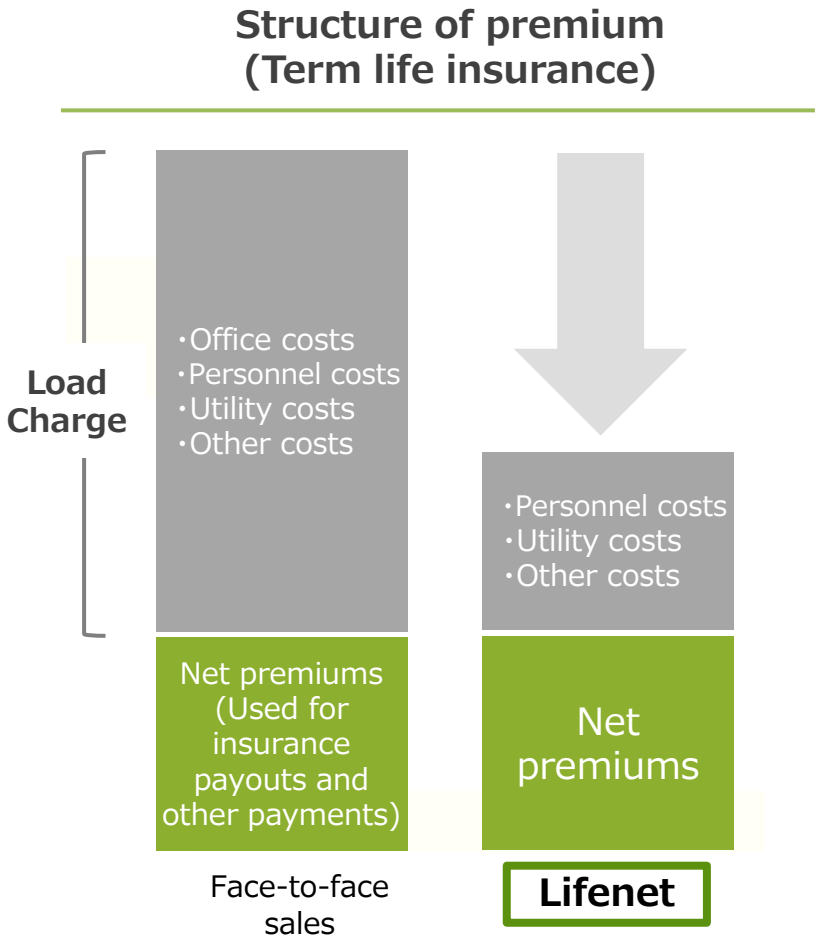 Structure of premium
(Term life insurance)
Load
Charge
・Office costs
・Personnel costs
・Utility costs
・Other costs
Net premiums
(Used for
insurance
payouts and
other payments)
Face-to-face
sales
・Personnel costs
・Utility costs
・Other costs
Net
premiums
Lifenet